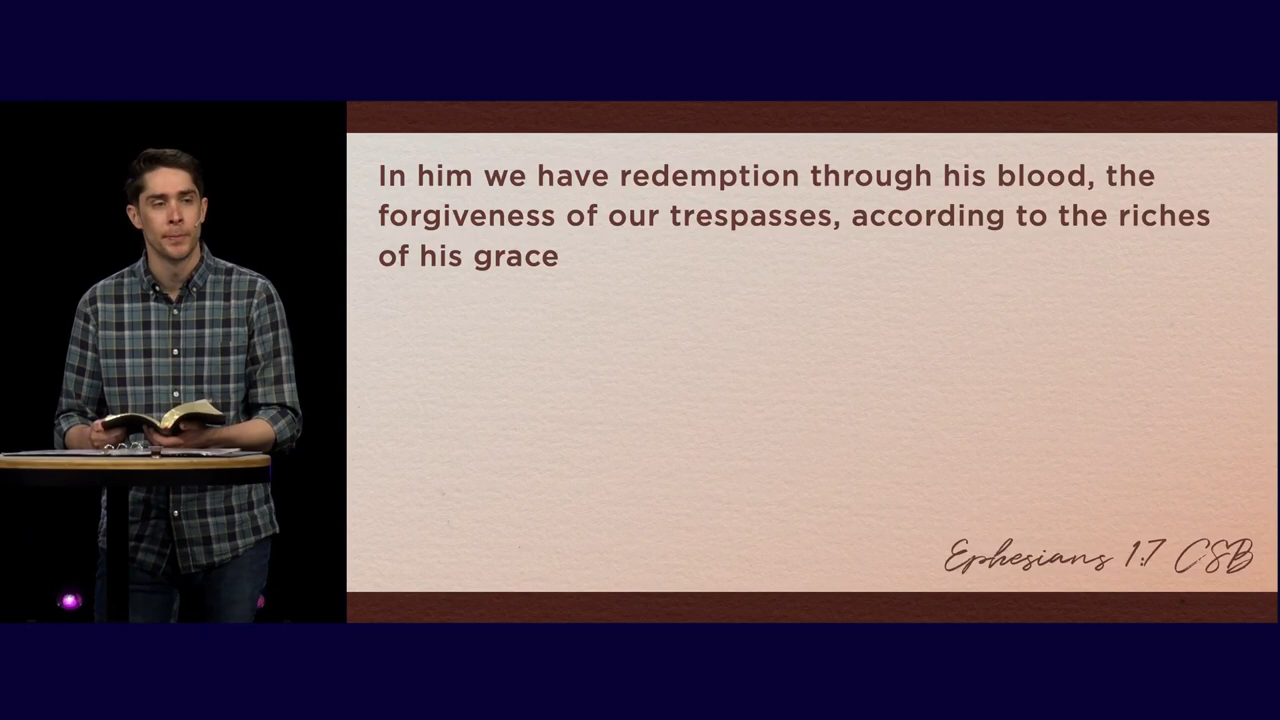 In him we have redemption through his blood, the
forgiveness of our trespasses, according to the riches
of his grace
Ephesians 1:7 CSB